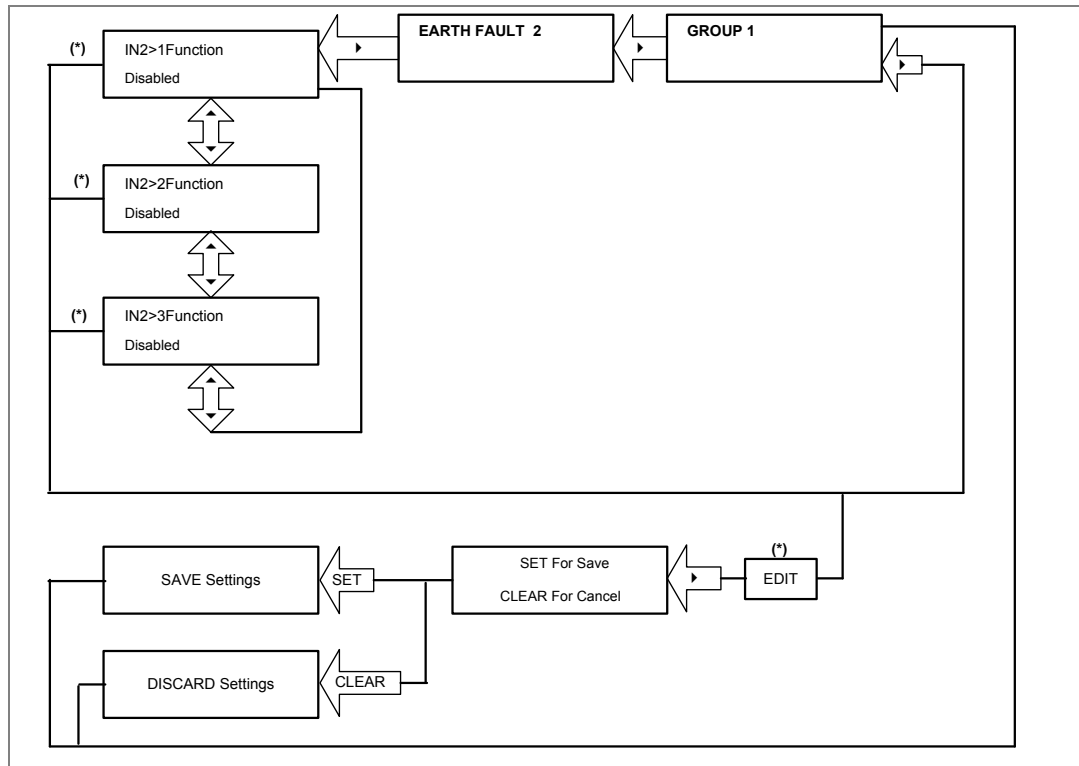 (*)
IN2>1Function
Disabled
EARTH FAULT 2
GROUP 1
(*)
IN2>2Function
Disabled
(*)
IN2>3Function
Disabled
SAVE Settings
SET
SET For Save
CLEAR For Cancel
(*)
EDIT
DISCARD Settings
CLEAR